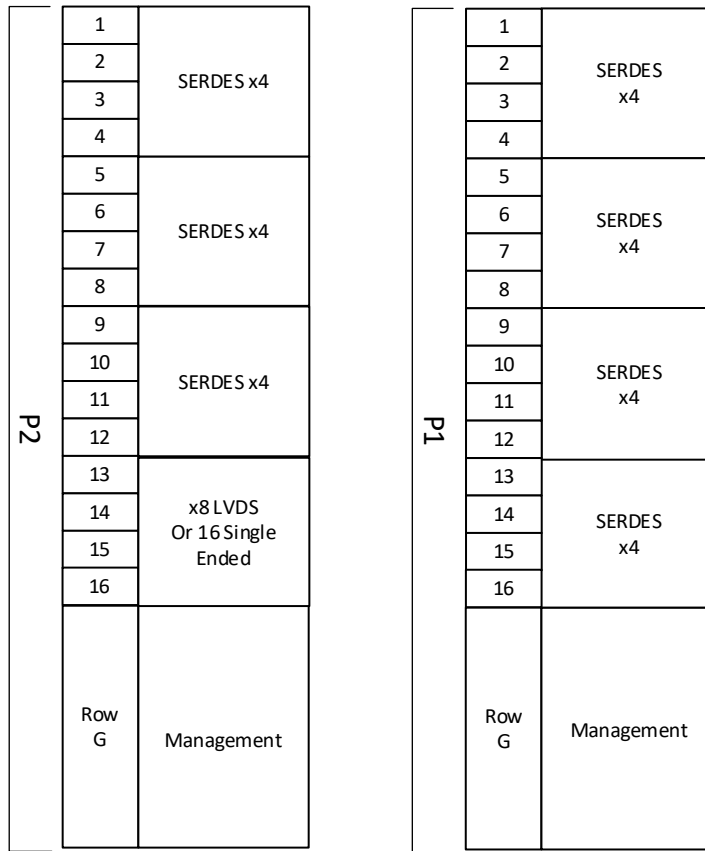 P2
1
2
3
4
SERDES x4
5
6
7
8
SERDES x4
9
10
11
12
SERDES x4
13
14
15
16
x8 LVDS
Or 16 Single
Ended
Row
G
Management
P1
1
2
3
4
SERDES
x4
5
6
7
8
SERDES
x4
9
10
11
12
SERDES
x4
13
14
15
16
SERDES
x4
Row
G
Management